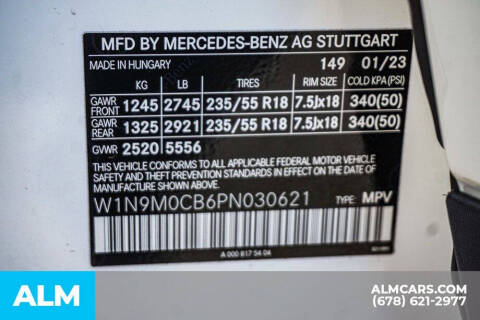 MFD BY MERCEDES-BENZ AG STUTTGART
MADE IN HUNGARY 149 01/23
KG LB TIRES RIM SIZE COLD KPA (PSI)
GAWR FRONT 1245 2745 235/55 R18 7.5Jx18 340(50)
GAWR REAR 1325 2921 235/55 R18 7.5Jx18 340(50)
GVWR 2520 5556
THIS VEHICLE CONFORMS TO ALL APPLICABLE FEDERAL MOTOR VEHICLE
SAFETY AND THEFT PREVENTION STANDARDS IN EFFECT ON THE DATE OF
MANUFACTURE SHOWN ABOVE.
W1N9M0CB6PN030621 TYPE: MPV
A 000 817 54 04
ALM
ALMCARS.COM
(678) 621-2977